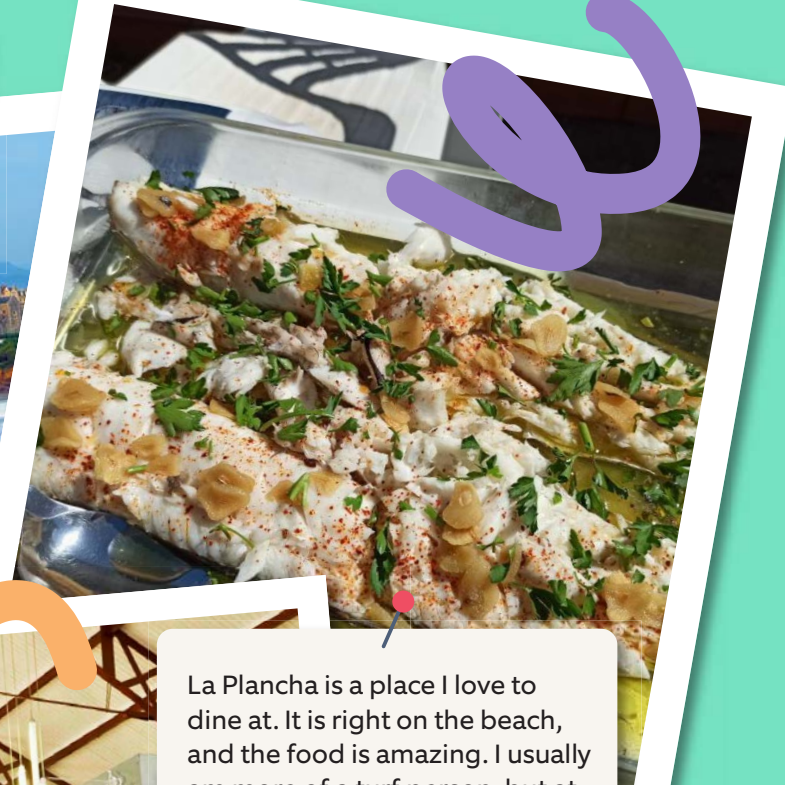 La Plancha is a place I love to
dine at. It is right on the beach,
and the food is amazing. I usually